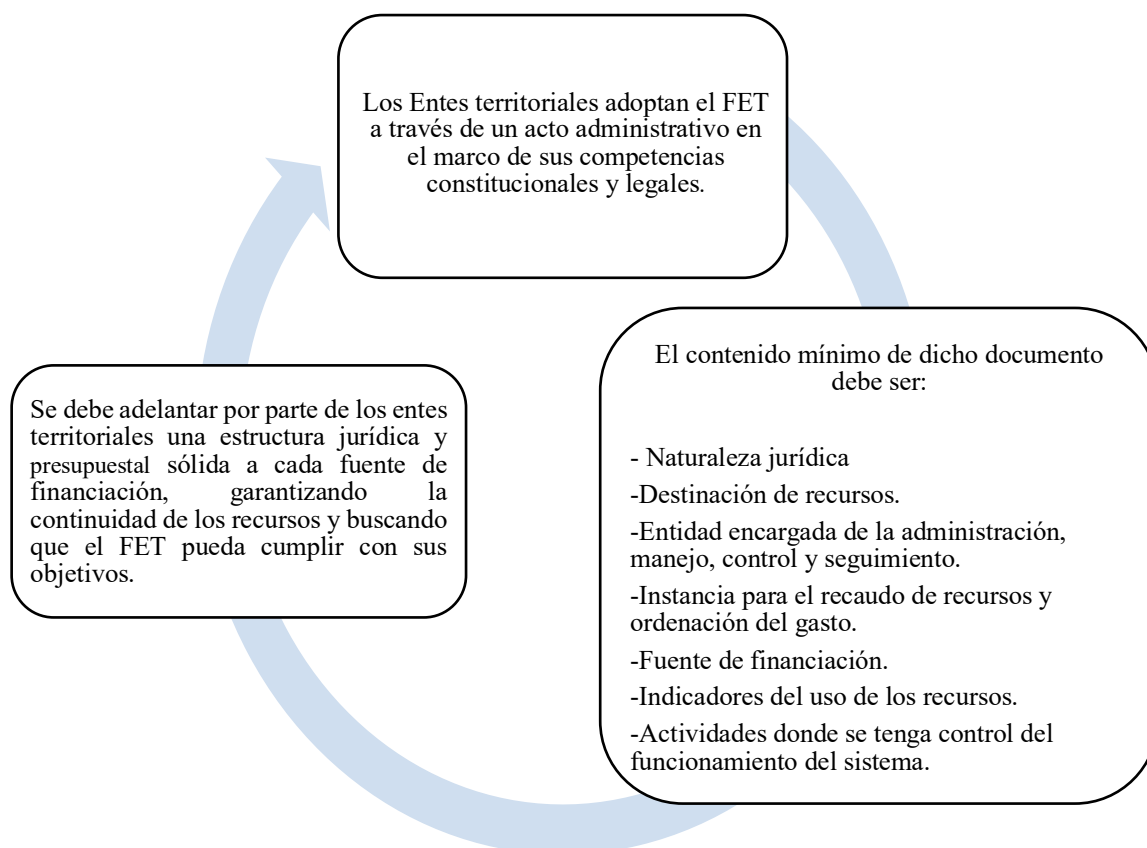 Los Entes territoriales adoptan el FET
a través de un acto administrativo en
el marco de sus competencias
constitucionales y legales.
El contenido mínimo de dicho documento
debe ser:
- Naturaleza jurídica
-Destinación de recursos.
-Entidad encargada de la administración,
manejo, control y seguimiento.
-Instancia para el recaudo de recursos y
ordenación del gasto.
-Fuente de financiación.
-Indicadores del uso de los recursos.
-Actividades donde se tenga control del
funcionamiento del sistema.
Se debe adelantar por parte de los entes
territoriales una estructura jurídica y
presupuestal sólida a cada fuente de
financiación, garantizando la
continuidad de los recursos y buscando
que el FET pueda cumplir con sus
objetivos.